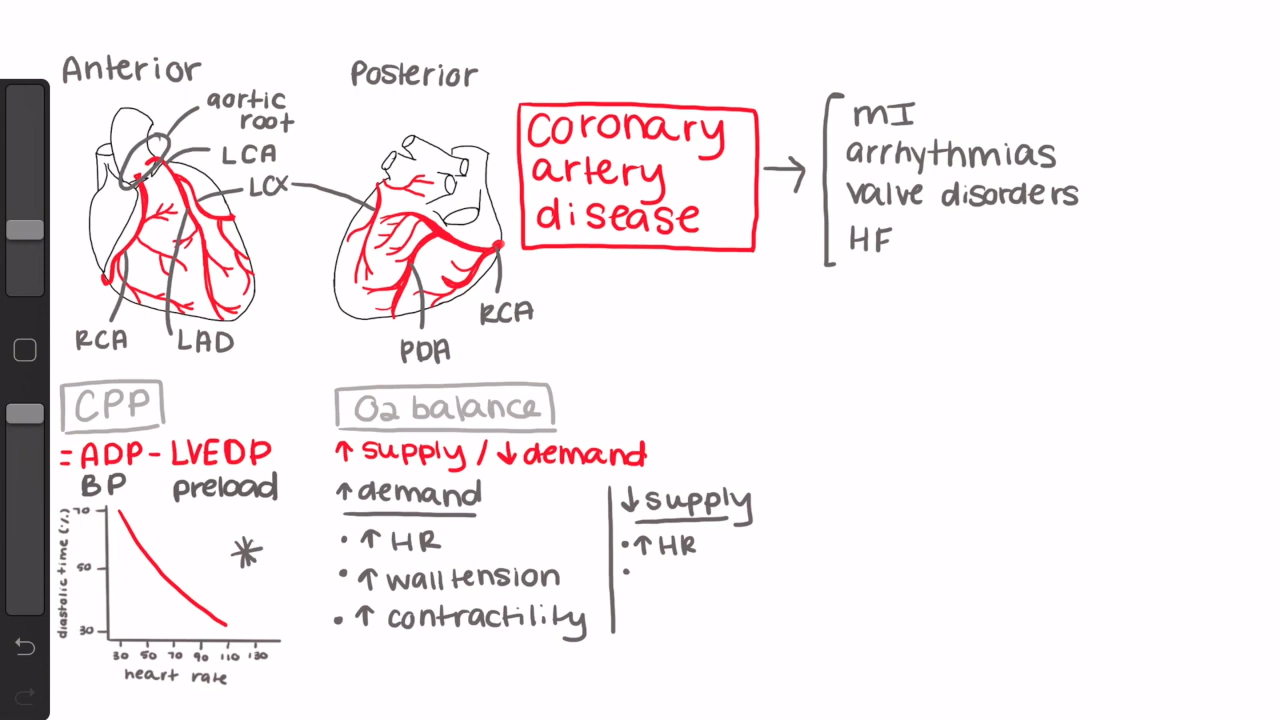 Anterior
Posterior
aortic
root
LCA
LCX
RCA
LAD
PDA
RCA
coronary
artery
disease
MI
arrhythmias
valve disorders
HF
CPP
= ADP - LVEDP
BP preload
diastolic time (%)
70
50
30
30 50 70 90 110 130
heart rate
*
O2 balance
↑ supply / ↓ demand
↑ demand
• ↑ HR
• ↑ wall tension
• ↑ contractility
↓ supply
• ↑ HR
•